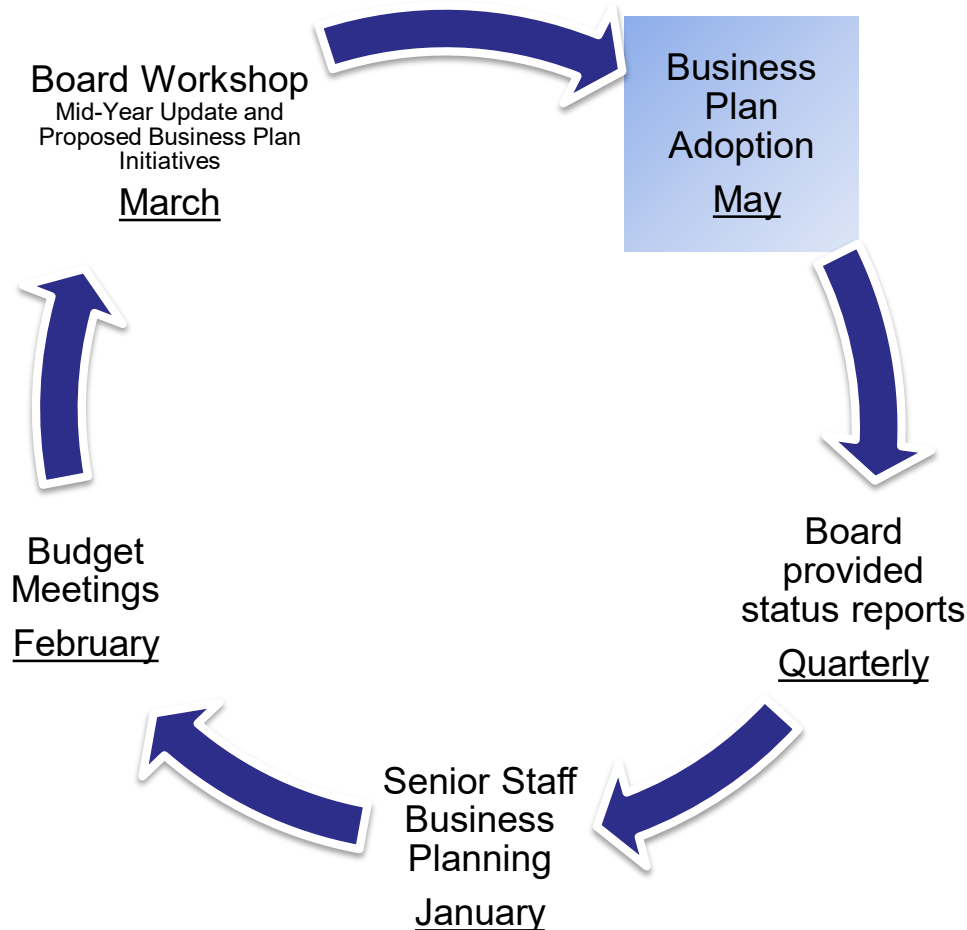 Board Workshop
Mid-Year Update and
Proposed Business Plan
Initiatives
March
Business
Plan
Adoption
May
Board
provided
status reports
Quarterly
Senior Staff
Business
Planning
January
Budget
Meetings
February